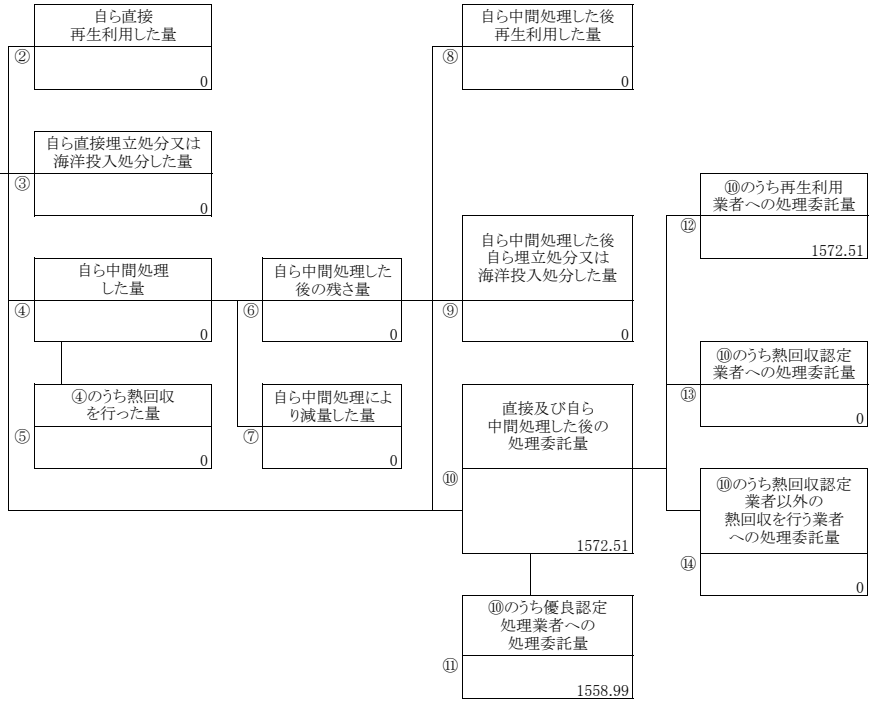 自ら直接
再生利用した量
②
0
自ら直接埋立処分又は
海洋投入処分した量
③
0
自ら中間処理
した量
④
0
④のうち熱回収
を行った量
⑤
0
自ら中間処理した
後の残さ量
⑥
0
自ら中間処理によ
り減量した量
⑦
0
自ら中間処理した後
再生利用した量
⑧
0
自ら中間処理した後
自ら埋立処分又は
海洋投入処分した量
⑨
0
直接及び自ら
中間処理した後の
処理委託量
⑩
1572.51
⑩のうち優良認定
処理業者への
処理委託量
⑪
1558.99
⑩のうち再生利用
業者への処理委託量
⑫
1572.51
⑩のうち熱回収認定
業者への処理委託量
⑬
0
⑩のうち熱回収認定
業者以外の
熱回収を行う業者
への処理委託量
⑭
0